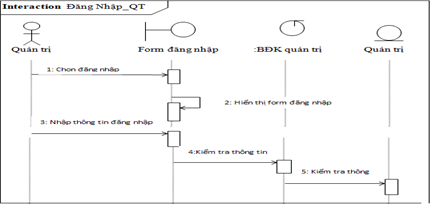 Interaction Đăng Nhập_QT
Quản trị
Form đăng nhập
:BĐK quản trị
Quản trị
1: Chọn đăng nhập
2: Hiển thị form đăng nhập
3: Nhập thông tin đăng nhập
4:Kiểm tra thông tin
5: Kiểm tra thông